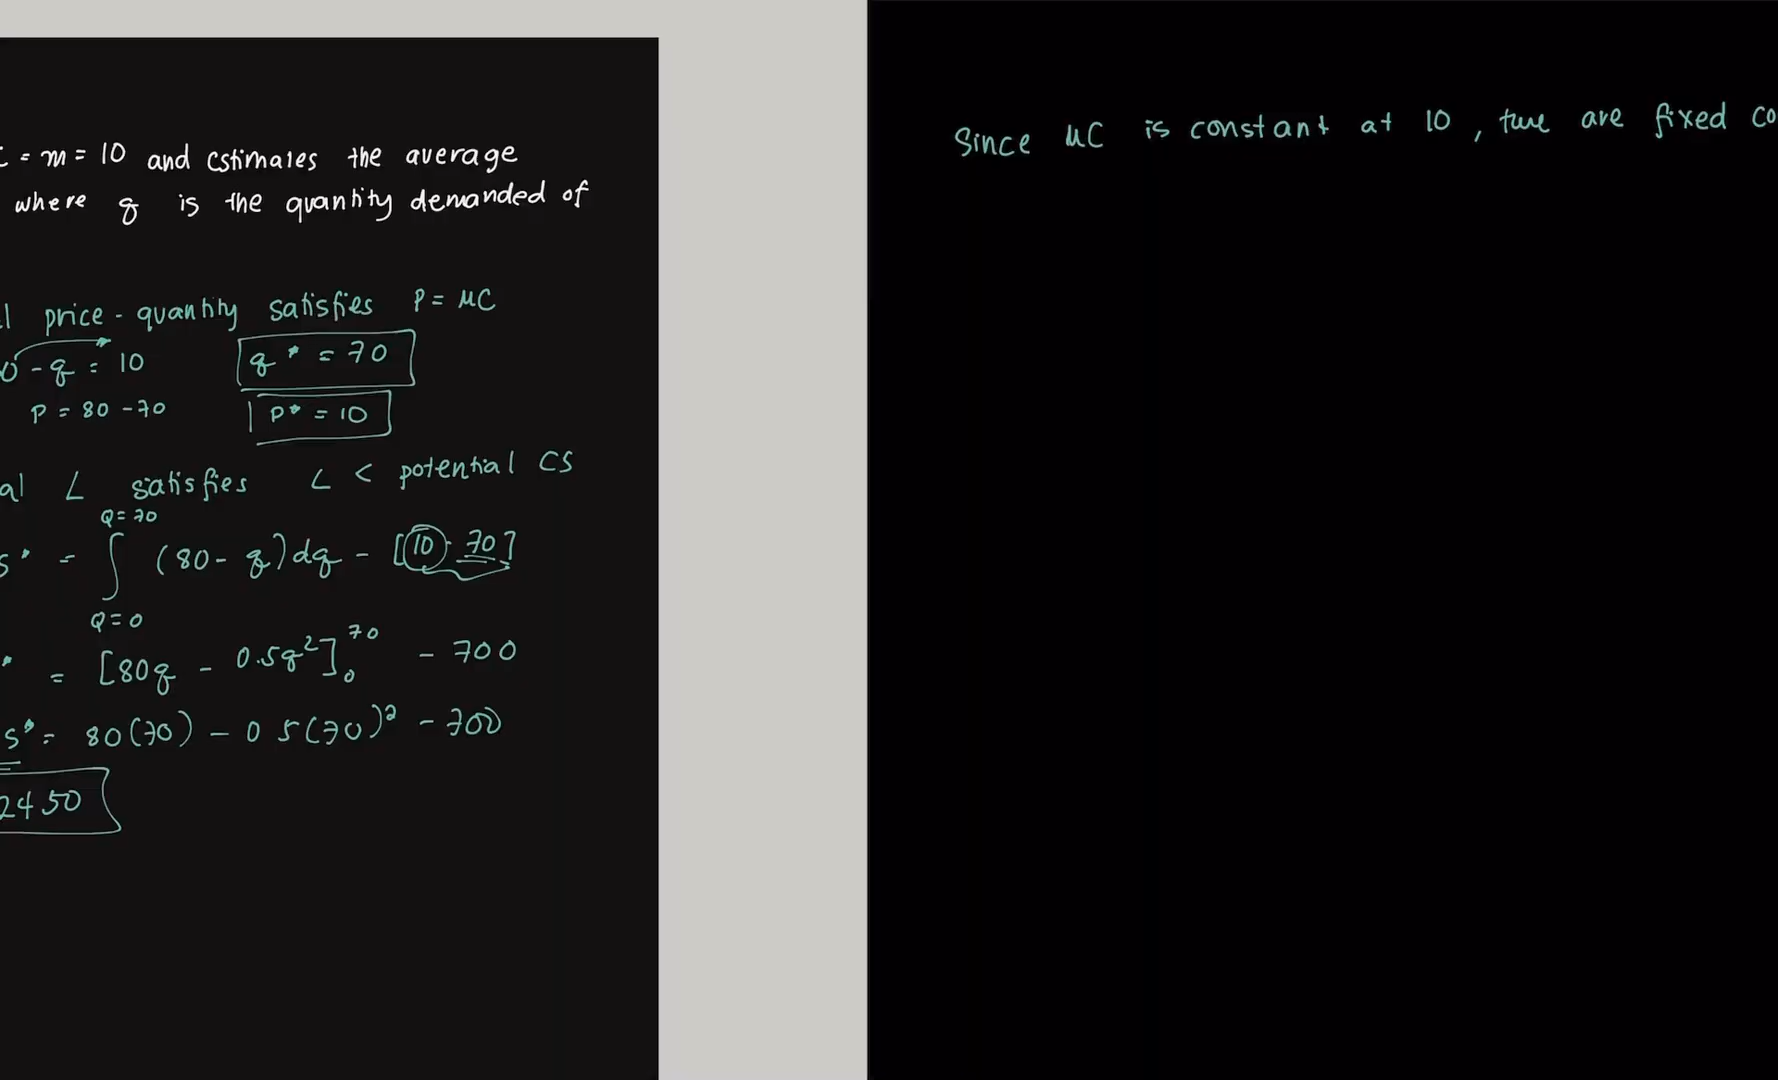 = m = 10 and estimates the average
where q is the quantity demanded of
price - quantity satisfies P = MC
0 - q = 10
q* = 70
P = 80 - 70
P* = 10
al L satisfies L < potential CS
Q = 70
s* = ∫ (80 - q)dq - [10 · 70]
Q = 0
* = [80q - 0.5q²]₀⁷⁰ - 700
s* = 80(70) - 0 5(70)² - 700
2450
Since MC is constant at 10, are fixed co